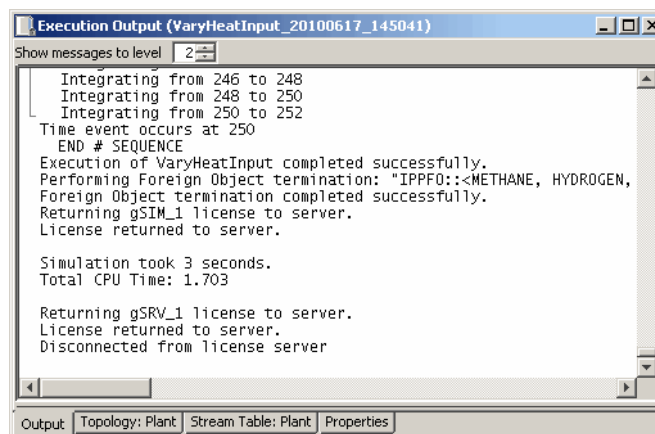 Execution Output (VaryHeatInput_20100617_145041)
Show messages to level 2
Integrating from 246 to 248
Integrating from 248 to 250
Integrating from 250 to 252
Time event occurs at 250
END # SEQUENCE
Execution of VaryHeatInput completed successfully.
Performing Foreign Object termination: "IPPFO::<METHANE, HYDROGEN,
Foreign Object termination completed successfully.
Returning gSIM_1 license to server.
License returned to server.
Simulation took 3 seconds.
Total CPU Time: 1.703
Returning gSRV_1 license to server.
License returned to server.
Disconnected from license server
Output Topology: Plant Stream Table: Plant Properties